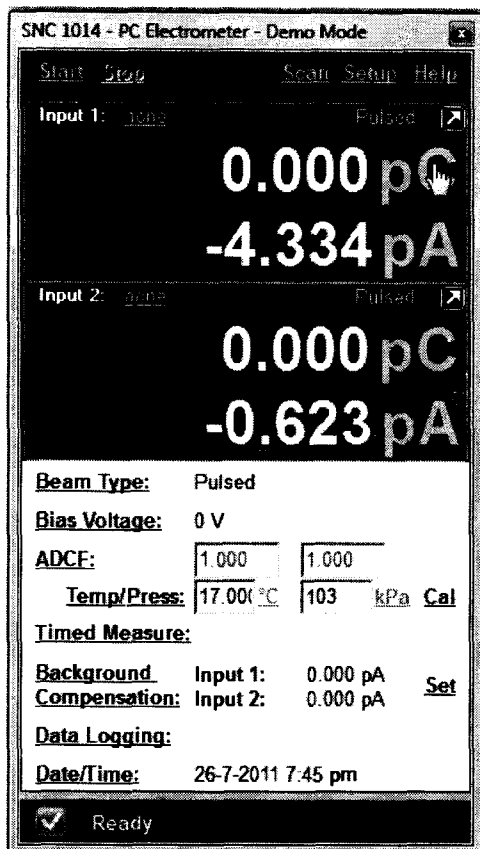 SNC 1014 - PC Electrometer - Demo Mode
Start Stop Scan Setup Help
Input 1: none Pulsed
0.000 pC
-4.334 pA
Input 2: none Pulsed
0.000 pC
-0.623 pA
Beam Type: Pulsed
Bias Voltage: 0 V
ADCF: 1.000 1.000
Temp/Press: 17.00( °C 103 kPa Cal
Timed Measure:
Background Input 1: 0.000 pA
Compensation: Input 2: 0.000 pA Set
Data Logging:
Date/Time: 26-7-2011 7:45 pm
Ready